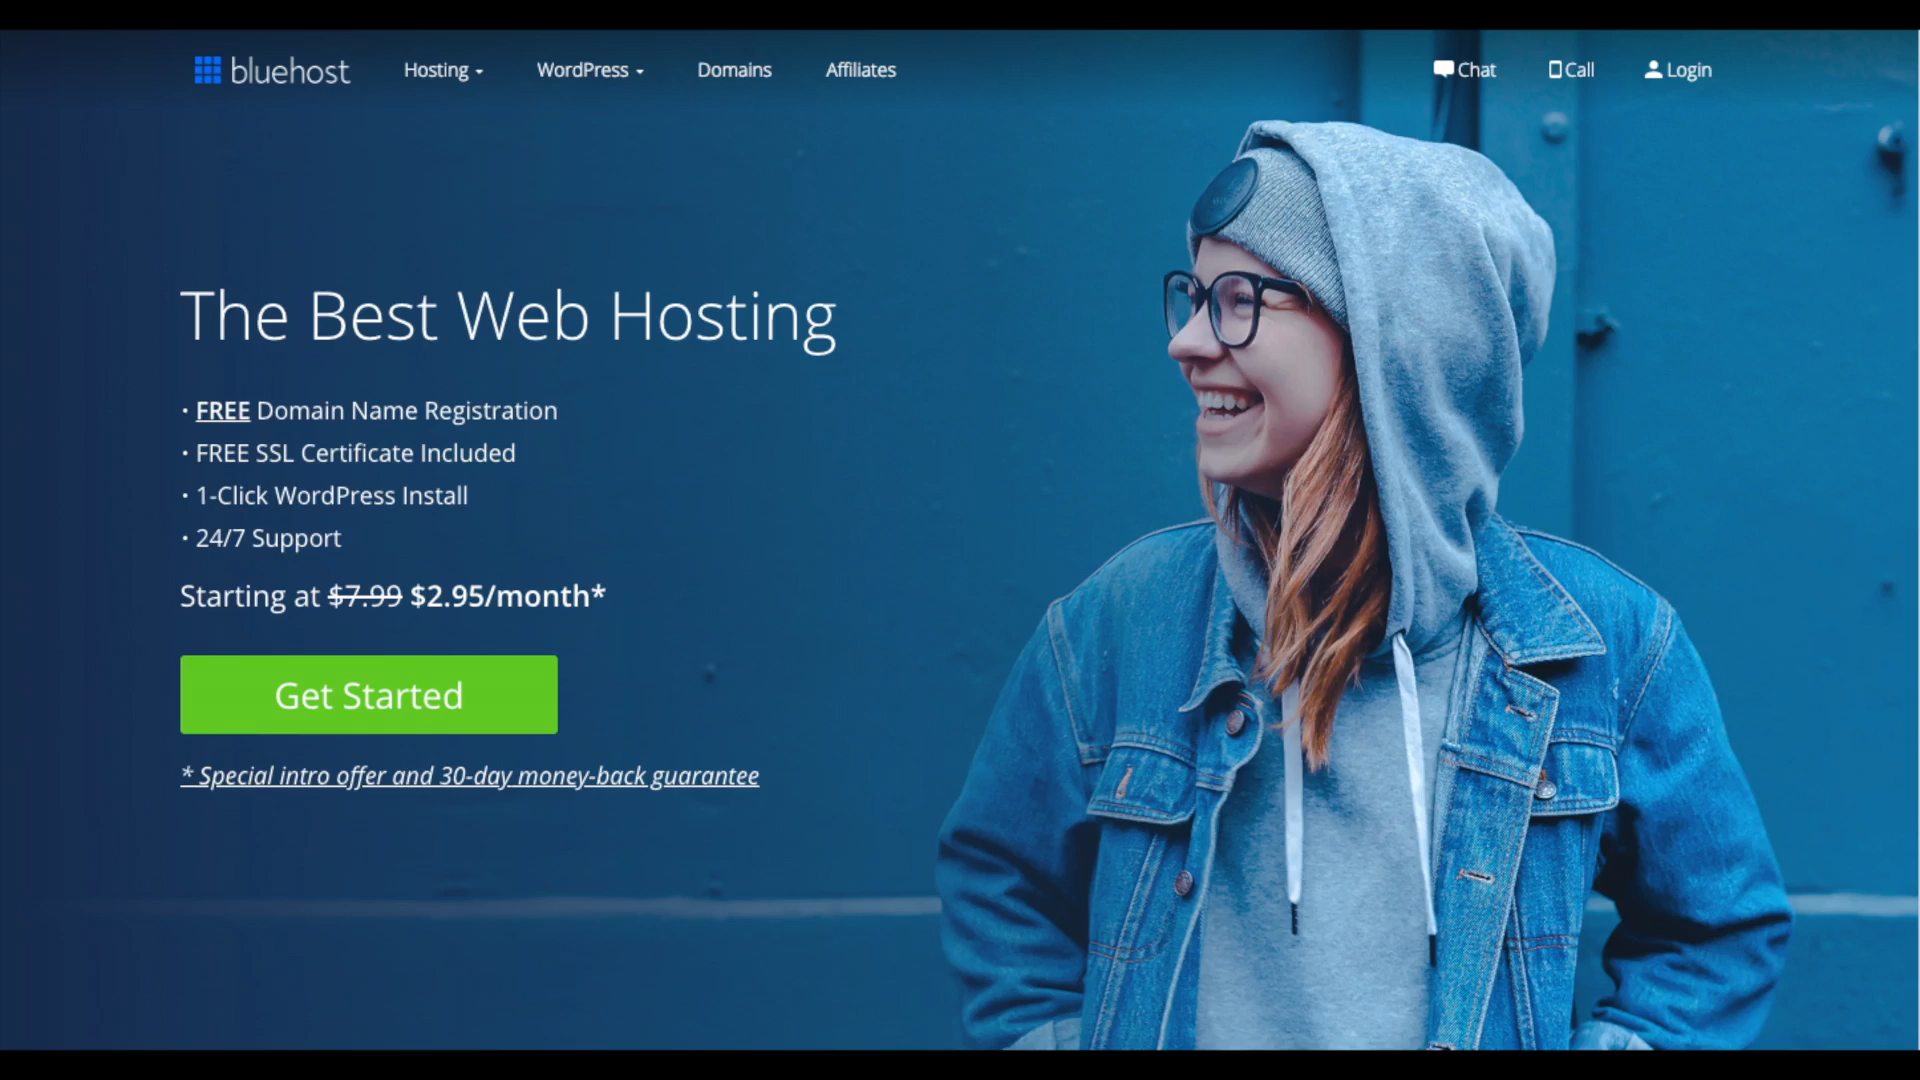 bluehost Hosting WordPress Domains Affiliates Chat Call Login
The Best Web Hosting
· FREE Domain Name Registration
· FREE SSL Certificate Included
· 1-Click WordPress Install
· 24/7 Support
Starting at $7.99 $2.95/month*
Get Started
* Special intro offer and 30-day money-back guarantee